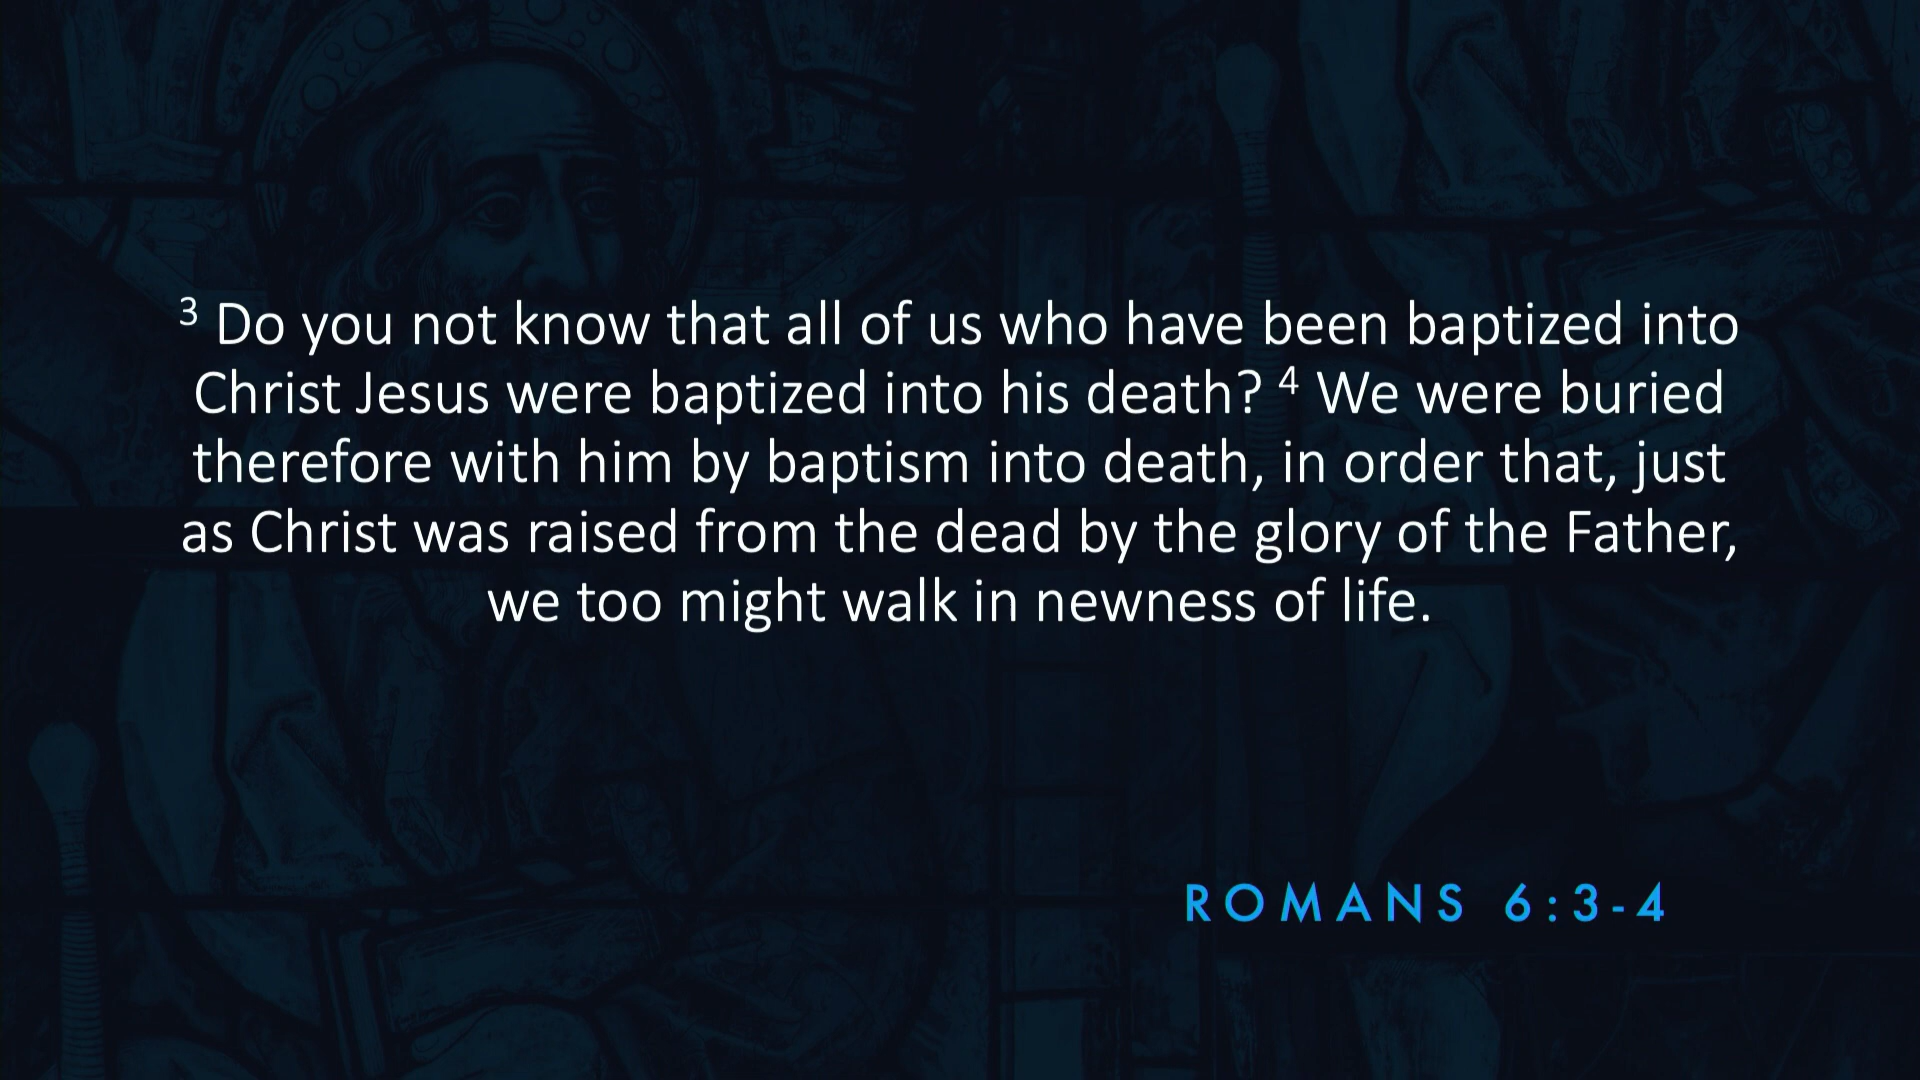 ³ Do you not know that all of us who have been baptized into
Christ Jesus were baptized into his death? ⁴ We were buried
therefore with him by baptism into death, in order that, just
as Christ was raised from the dead by the glory of the Father,
we too might walk in newness of life.
ROMANS 6:3-4